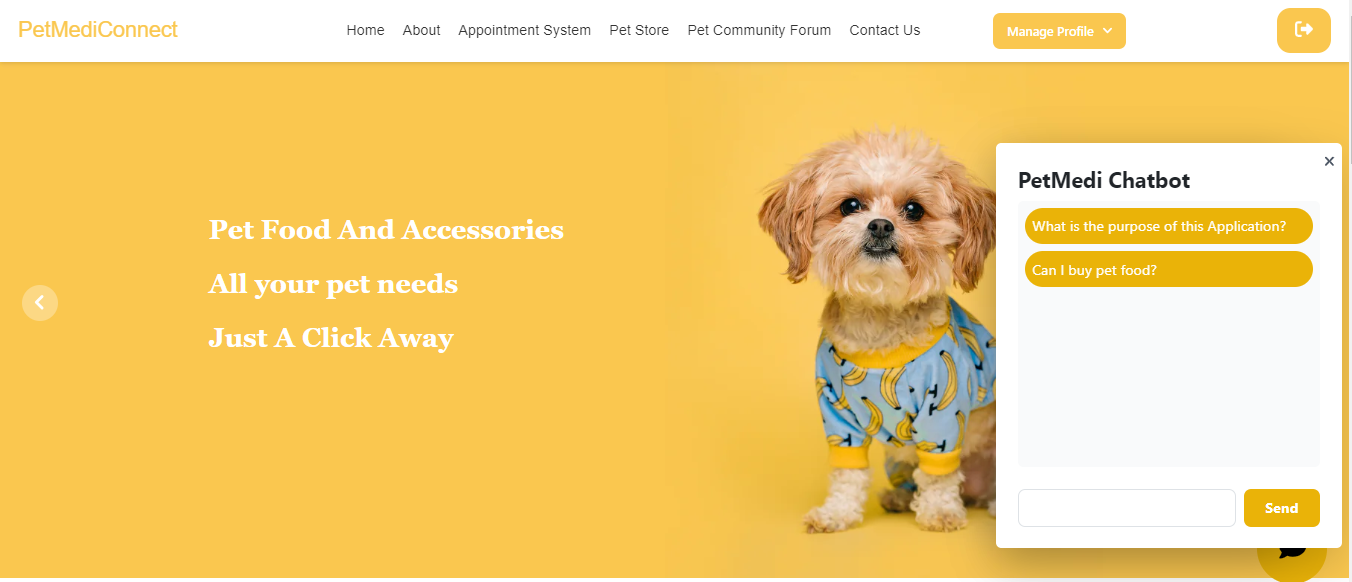 PetMediConnect
Home About Appointment System Pet Store Pet Community Forum Contact Us
Manage Profile
Pet Food And Accessories
All your pet needs
Just A Click Away
PetMedi Chatbot
What is the purpose of this Application?
Can I buy pet food?
Send